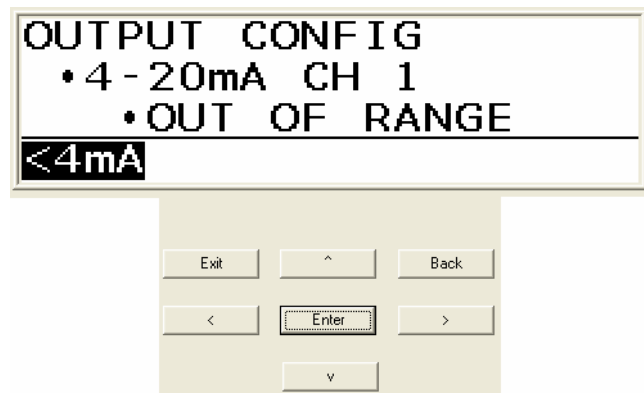 OUTPUT CONFIG
•4-20mA CH 1
•OUT OF RANGE
<4mA
Exit ^ Back
< Enter >
v